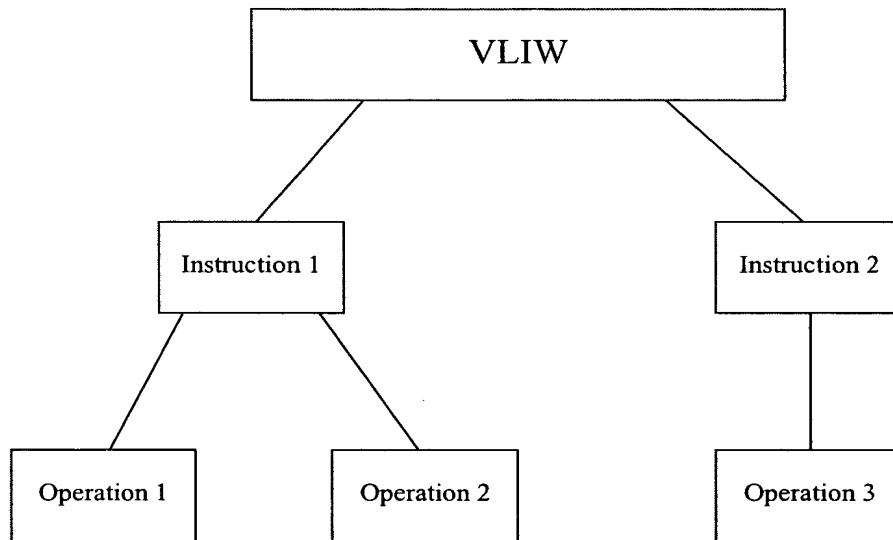 VLIW
Instruction 1
Instruction 2
Operation 1
Operation 2
Operation 3